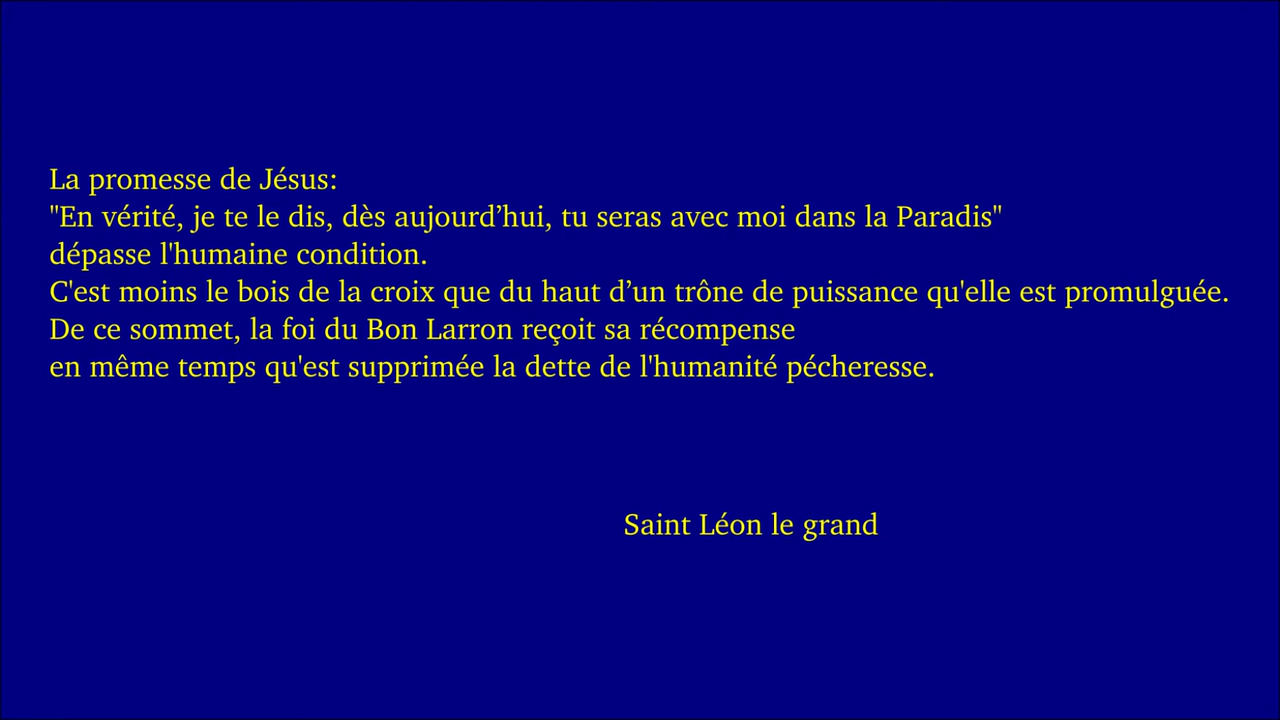 La promesse de Jésus:
"En vérité, je te le dis, dès aujourd’hui, tu seras avec moi dans la Paradis"
dépasse l'humaine condition.
C'est moins le bois de la croix que du haut d’un trône de puissance qu'elle est promulguée.
De ce sommet, la foi du Bon Larron reçoit sa récompense
en même temps qu'est supprimée la dette de l'humanité pécheresse.
Saint Léon le grand